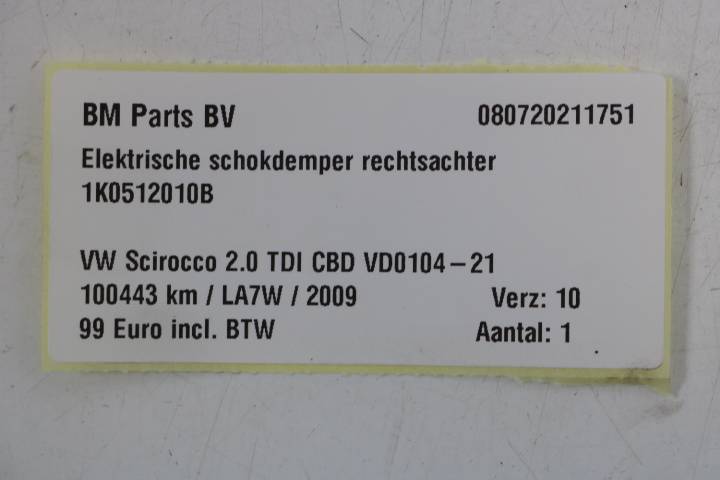 BM Parts BV 080720211751
Elektrische schokdemper rechtsachter
1K0512010B
VW Scirocco 2.0 TDI CBD VD0104-21
100443 km / LA7W / 2009 Verz: 10
99 Euro incl. BTW Aantal: 1